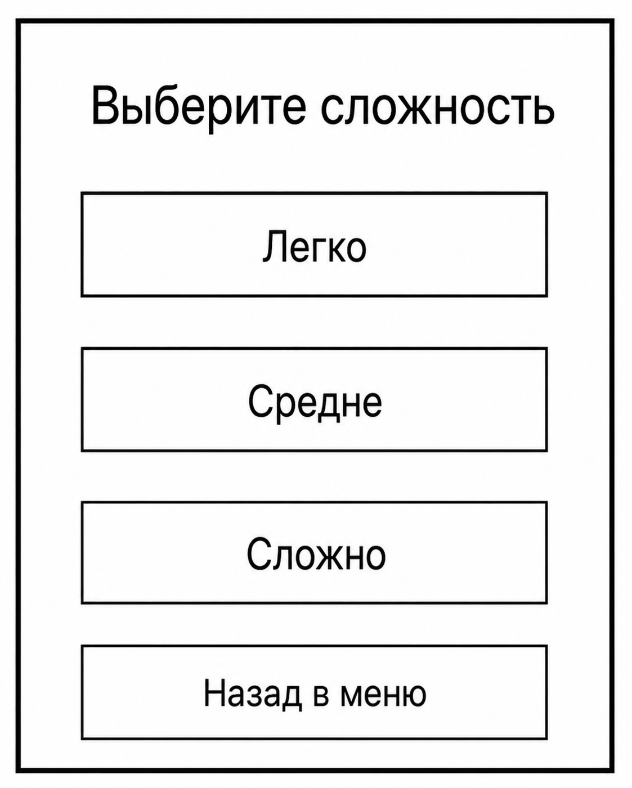 Выберите сложность
Легко
Средне
Сложно
Назад в меню